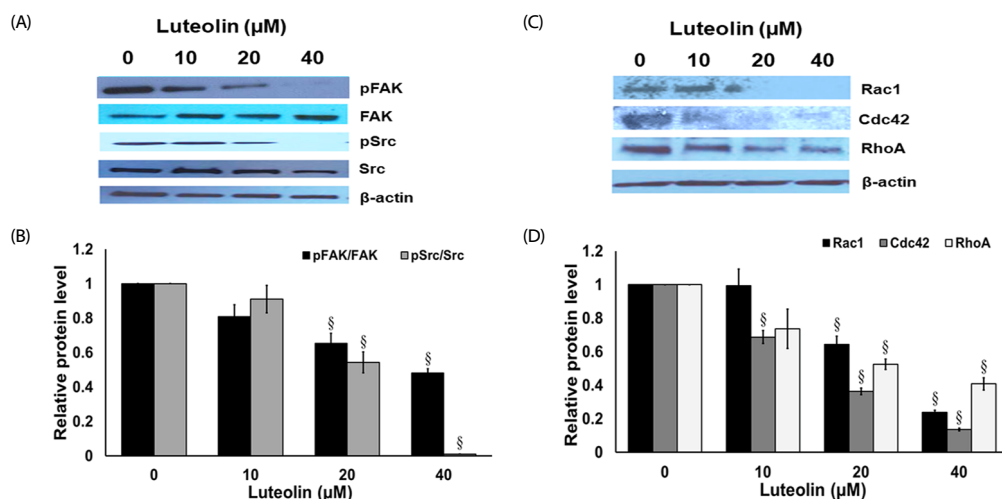 (A)
Luteolin (µM)
0 10 20 40
pFAK
FAK
pSrc
Src
β-actin
(B)
1.2
1
0.8
0.6
0.4
0.2
0
Relative protein level
pFAK/FAK pSrc/Src
§
§
§
0 10 20 40
Luteolin (µM)
(C)
Luteolin (µM)
0 10 20 40
Rac1
Cdc42
RhoA
β-actin
(D)
1.2
1
0.8
0.6
0.4
0.2
0
Relative protein level
Rac1 Cdc42 RhoA
§
§
§
§
§
§
§
0 10 20 40
Luteolin (µM)